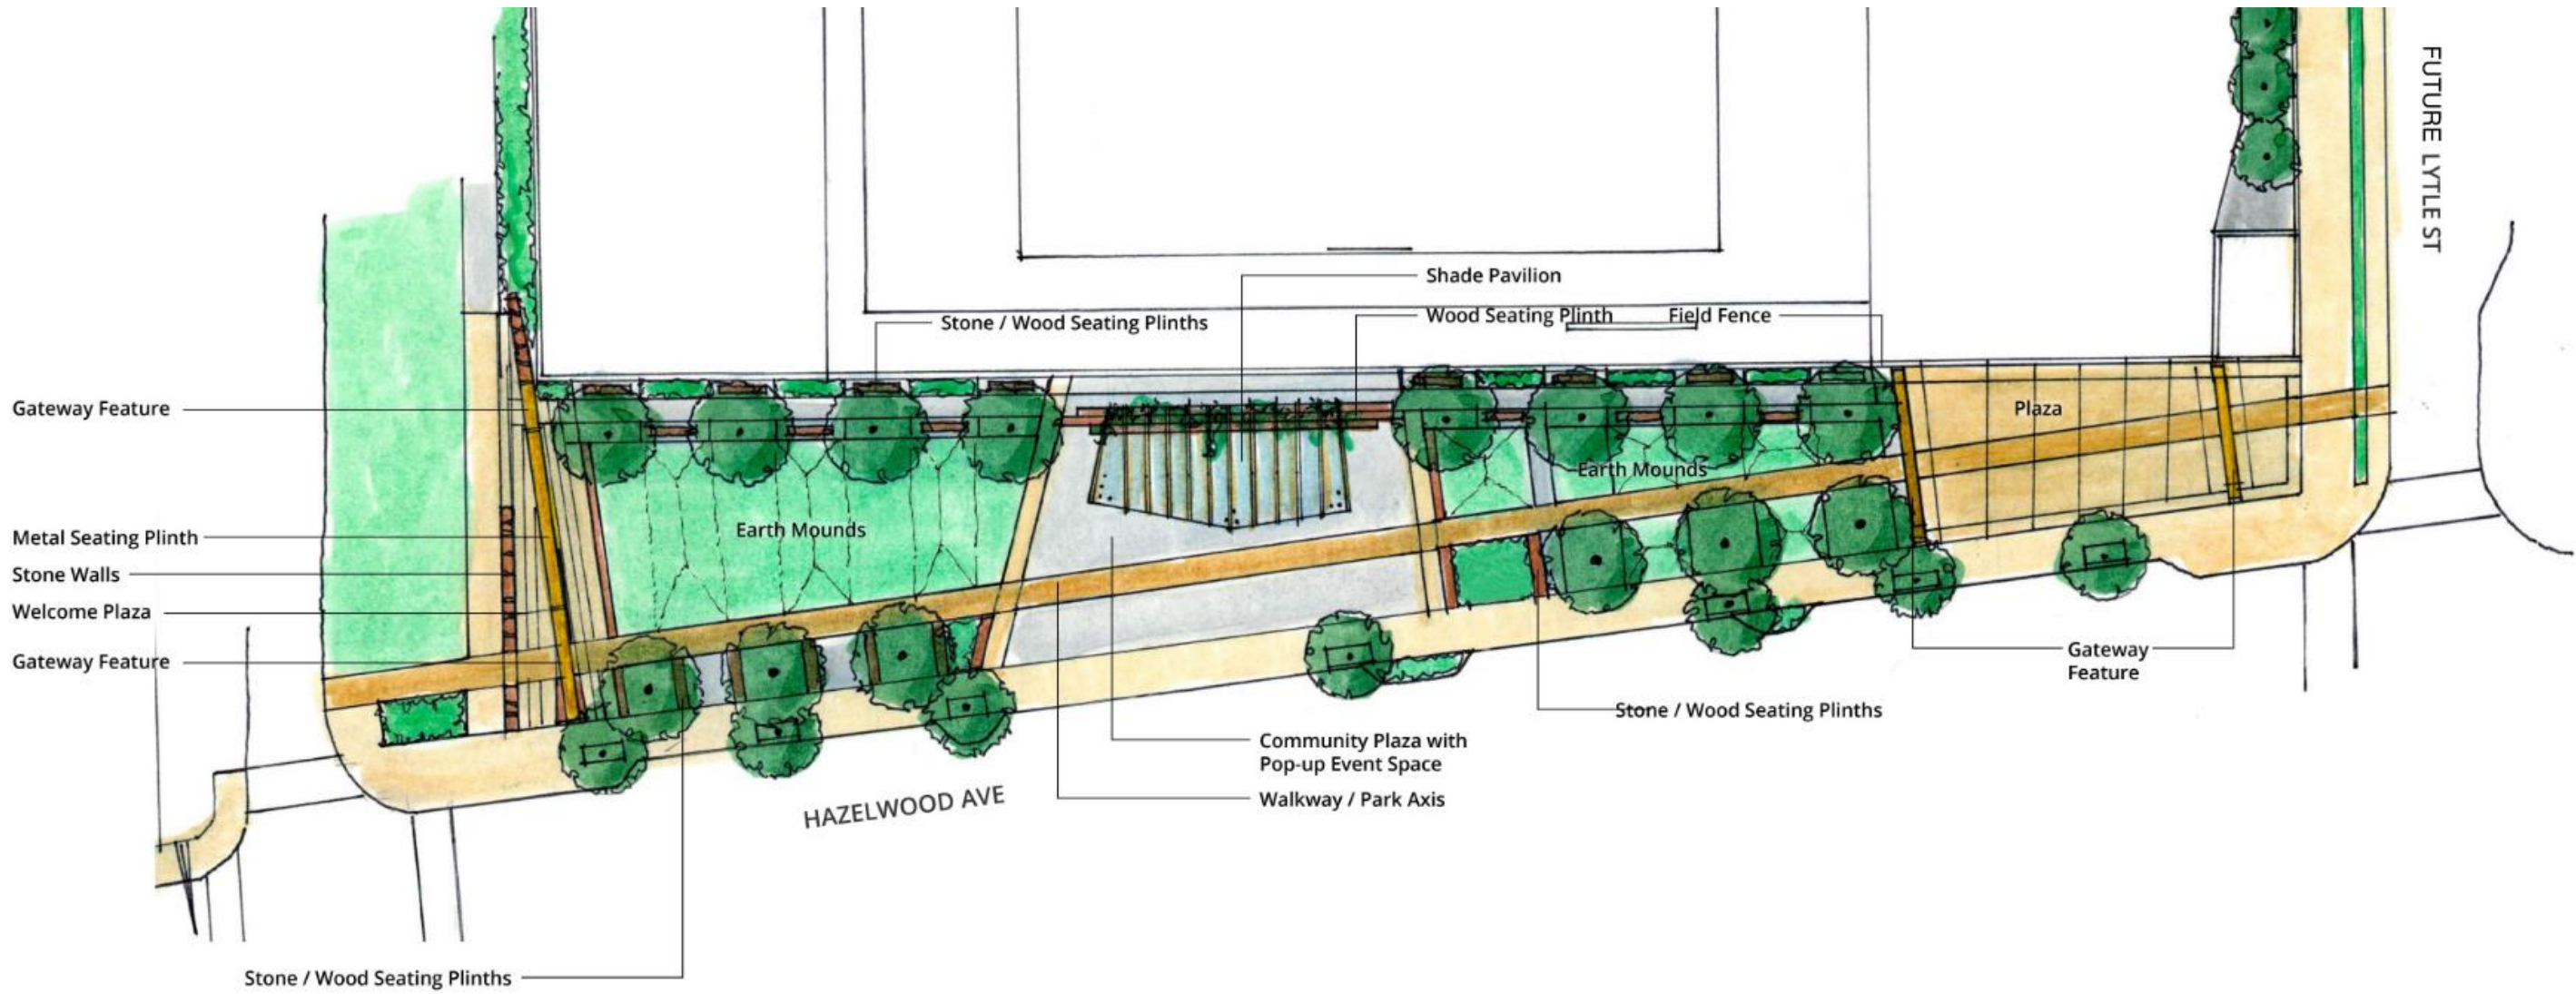 FUTURE LYTLE ST
Shade Pavilion
Stone / Wood Seating Plinths
Wood Seating Plinth
Field Fence
Gateway Feature
Plaza
Earth Mounds
Earth Mounds
Metal Seating Plinth
Stone Walls
Welcome Plaza
Gateway Feature
Gateway
Feature
Stone / Wood Seating Plinths
Community Plaza with
Pop-up Event Space
Walkway / Park Axis
HAZELWOOD AVE
Stone / Wood Seating Plinths